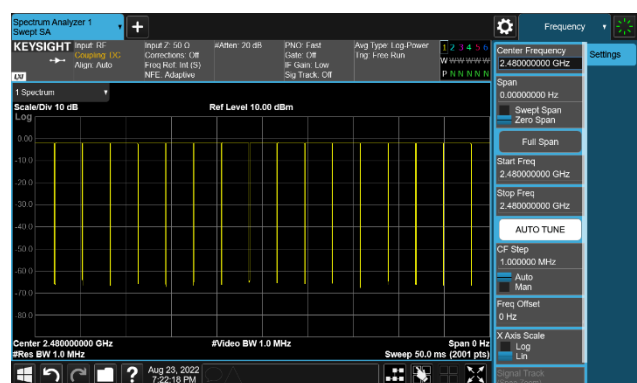 Spectrum Analyzer 1
Swept SA
+
Frequency
KEYSIGHT
Input: RF
Coupling: DC
Align: Auto
Input Z: 50 Ω
Corrections: Off
Freq Ref: Int (S)
NFE: Adaptive
#Atten: 20 dB
PNO: Fast
Gate: Off
IF Gain: Low
Sig Track: Off
Avg Type: Log-Power
Trig: Free Run
1 2 3 4 5 6
W W W W W W
P N N N N N
Center Frequency
2.480000000 GHz
Settings
1 Spectrum
Scale/Div 10 dB
Ref Level 10.00 dBm
Log
0.00
-10.0
-20.0
-30.0
-40.0
-50.0
-60.0
-70.0
-80.0
Center 2.480000000 GHz
#Res BW 1.0 MHz
#Video BW 1.0 MHz
Span 0 Hz
Sweep 50.0 ms (2001 pts)
Span
0.00000000 Hz
Swept Span
Zero Span
Full Span
Start Freq
2.480000000 GHz
Stop Freq
2.480000000 GHz
AUTO TUNE
CF Step
1.000000 MHz
Auto
Man
Freq Offset
0 Hz
X Axis Scale
Log
Lin
Signal Track
?
Aug 23, 2022
7:22:18 PM